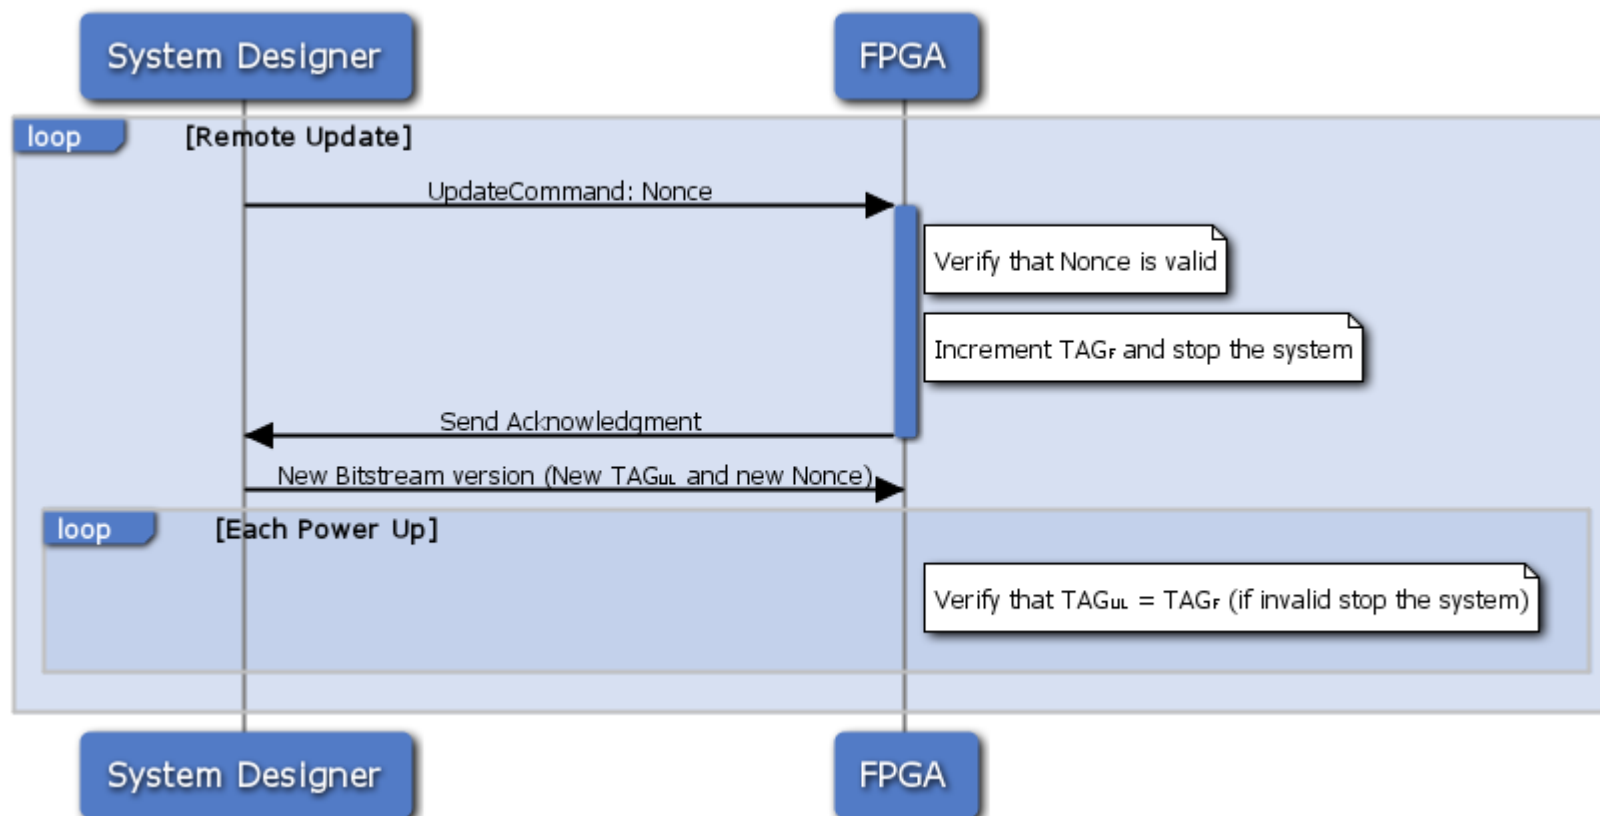 System Designer
FPGA
loop
[Remote Update]
UpdateCommand: Nonce
Verify that Nonce is valid
Increment TAGF and stop the system
Send Acknowledgment
New Bitstream version (New TAGUL and new Nonce)
loop
[Each Power Up]
Verify that TAGUL = TAGF (if invalid stop the system)
System Designer
FPGA